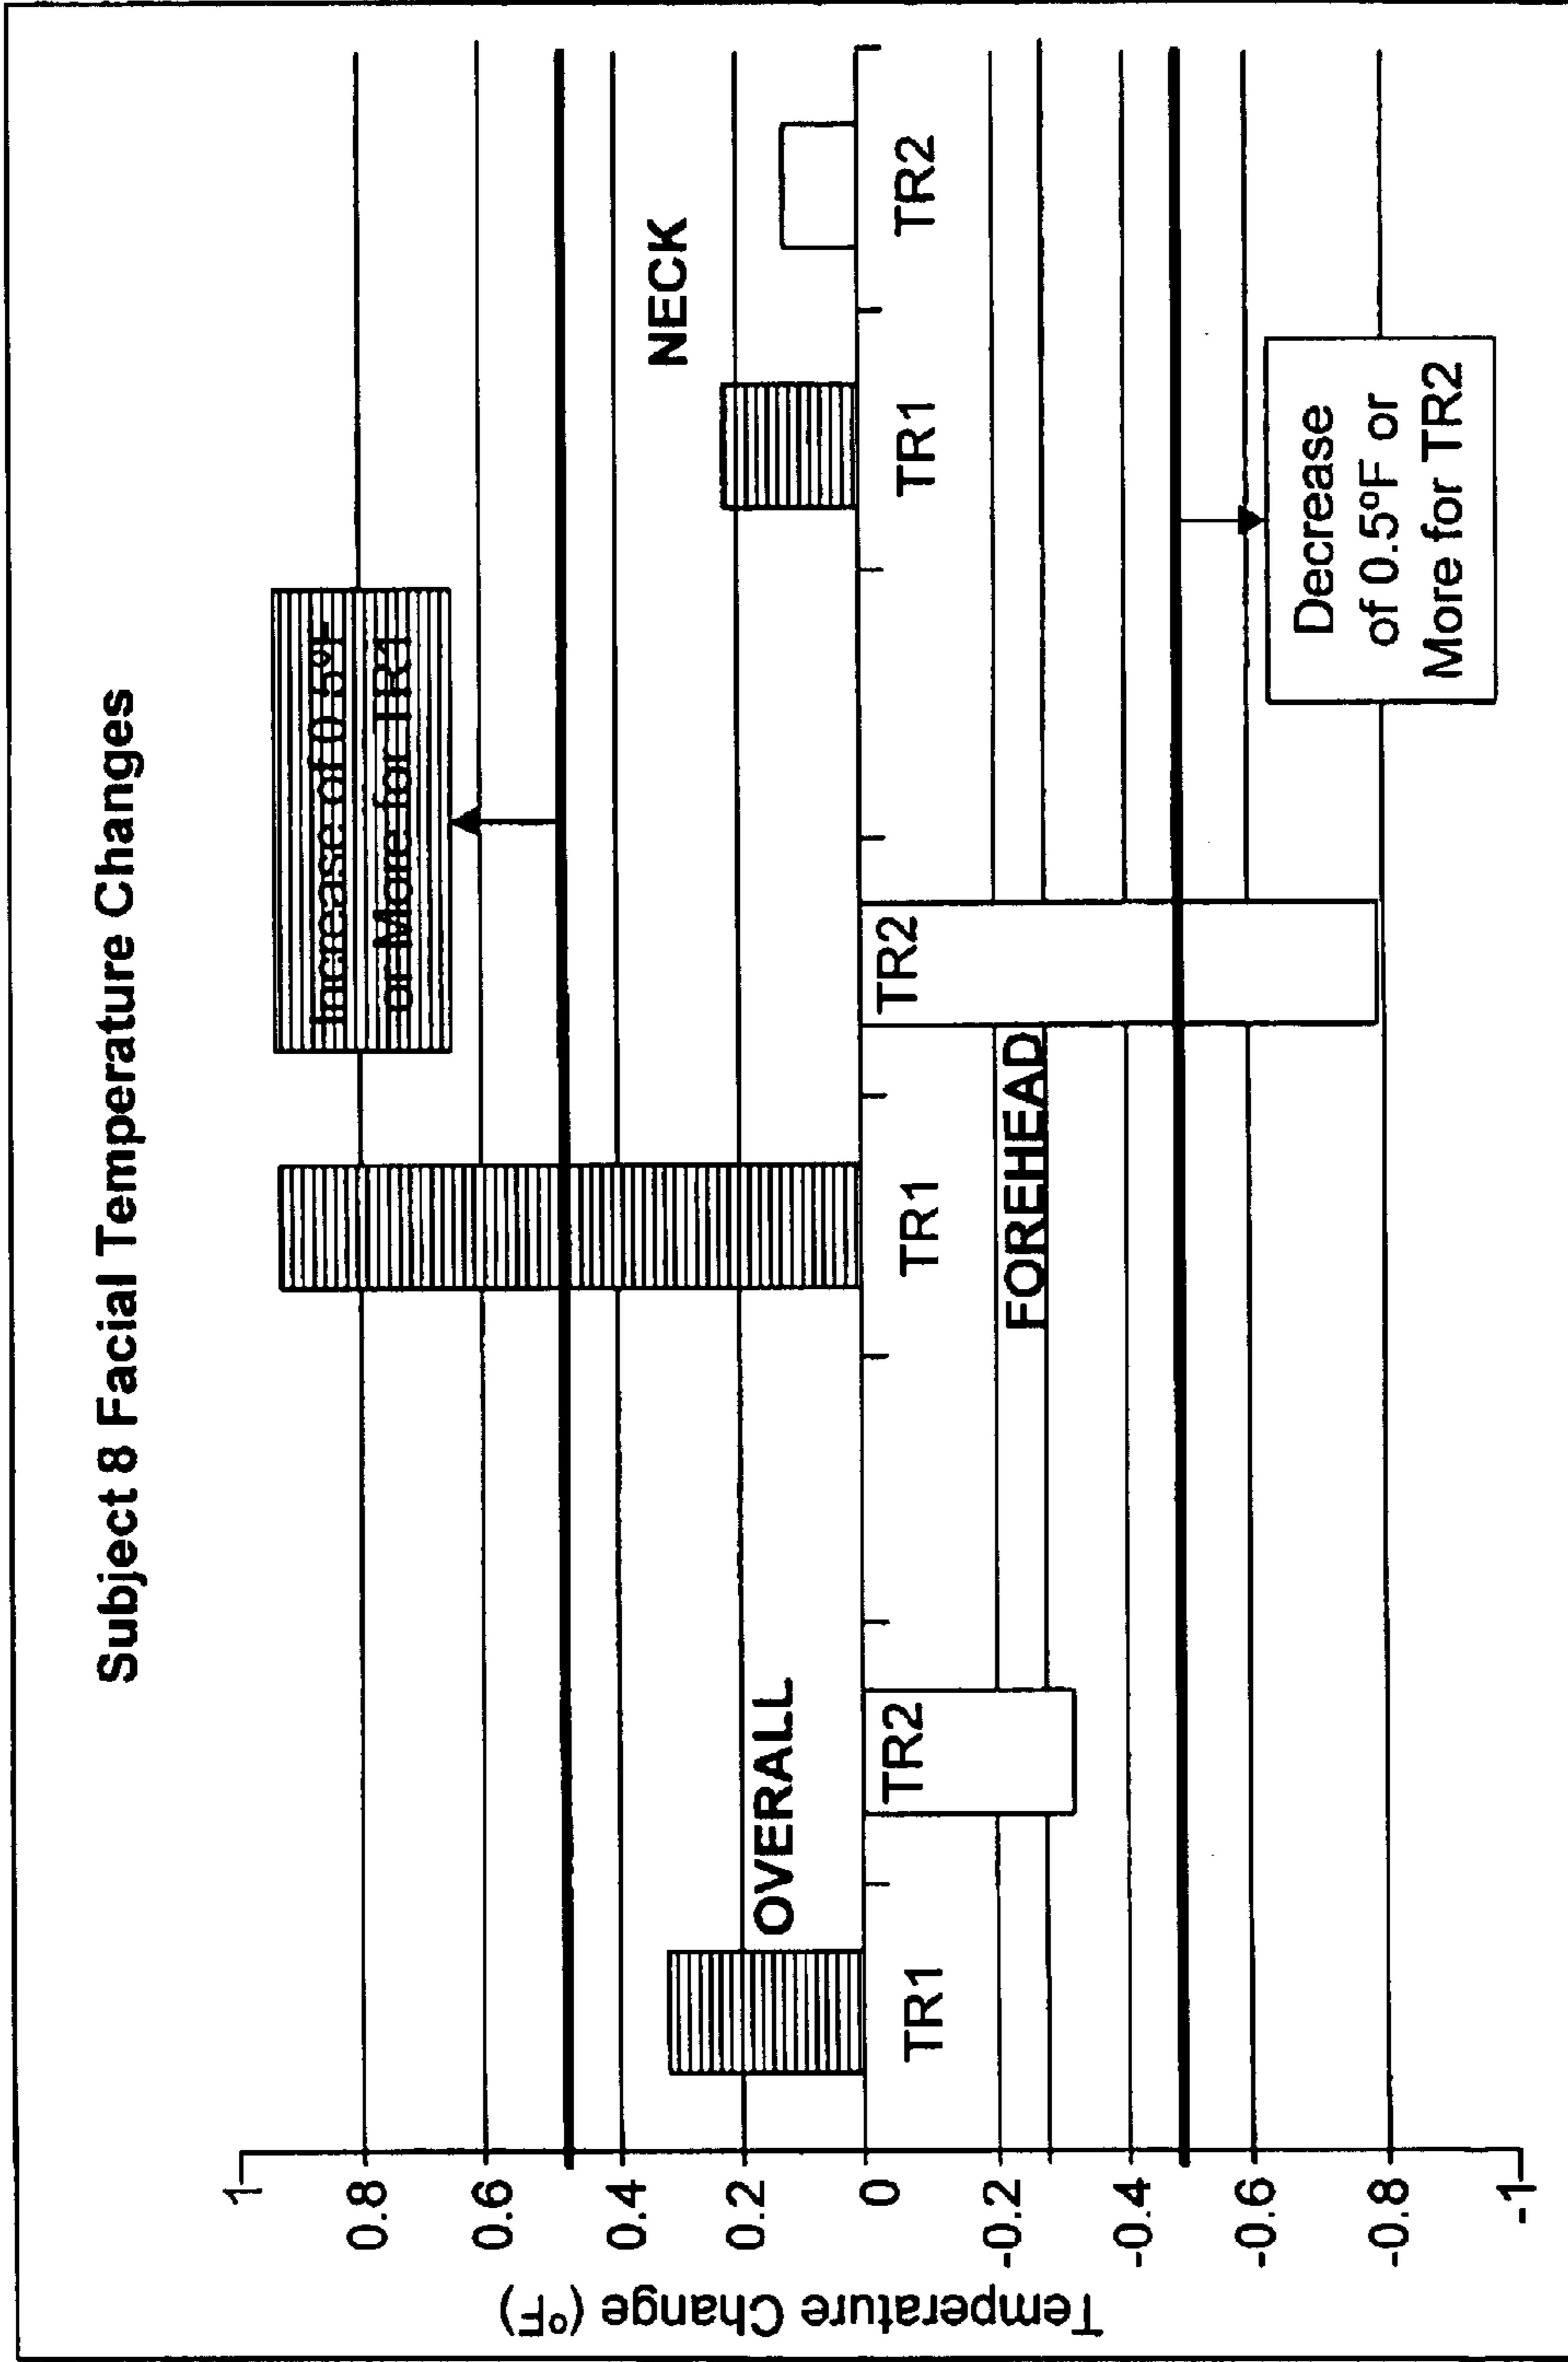 Subject 8 Facial Temperature Changes
Temperature Change (°F)
1
0.8
0.6
0.4
0.2
0
-0.2
-0.4
-0.6
-0.8
-1
Increase of 0.5°F
or More for TR1
OVERALL
NECK
TR1
TR2
TR1
TR2
TR1
TR2
FOREHEAD
Decrease
of 0.5°F or
More for TR2